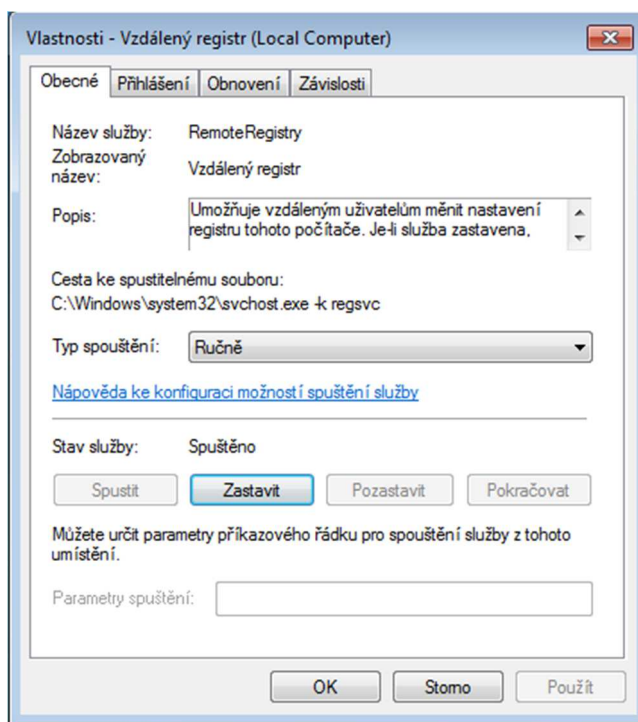 Vlastnosti - Vzdálený registr (Local Computer)
Obecné Přihlášení Obnovení Závislosti
Název služby: RemoteRegistry
Zobrazovaný
název: Vzdálený registr
Popis: Umožňuje vzdáleným uživatelům měnit nastavení
registru tohoto počítače. Je-li služba zastavena,
Cesta ke spustitelnému souboru:
C:\Windows\system32\svchost.exe -k regsvc
Typ spouštění: Ručně
Nápověda ke konfiguraci možností spuštění služby
Stav služby: Spuštěno
Spustit Zastavit Pozastavit Pokračovat
Můžete určit parametry příkazového řádku pro spouštění služby z tohoto
umístění.
Parametry spuštění:
OK Storno Použít